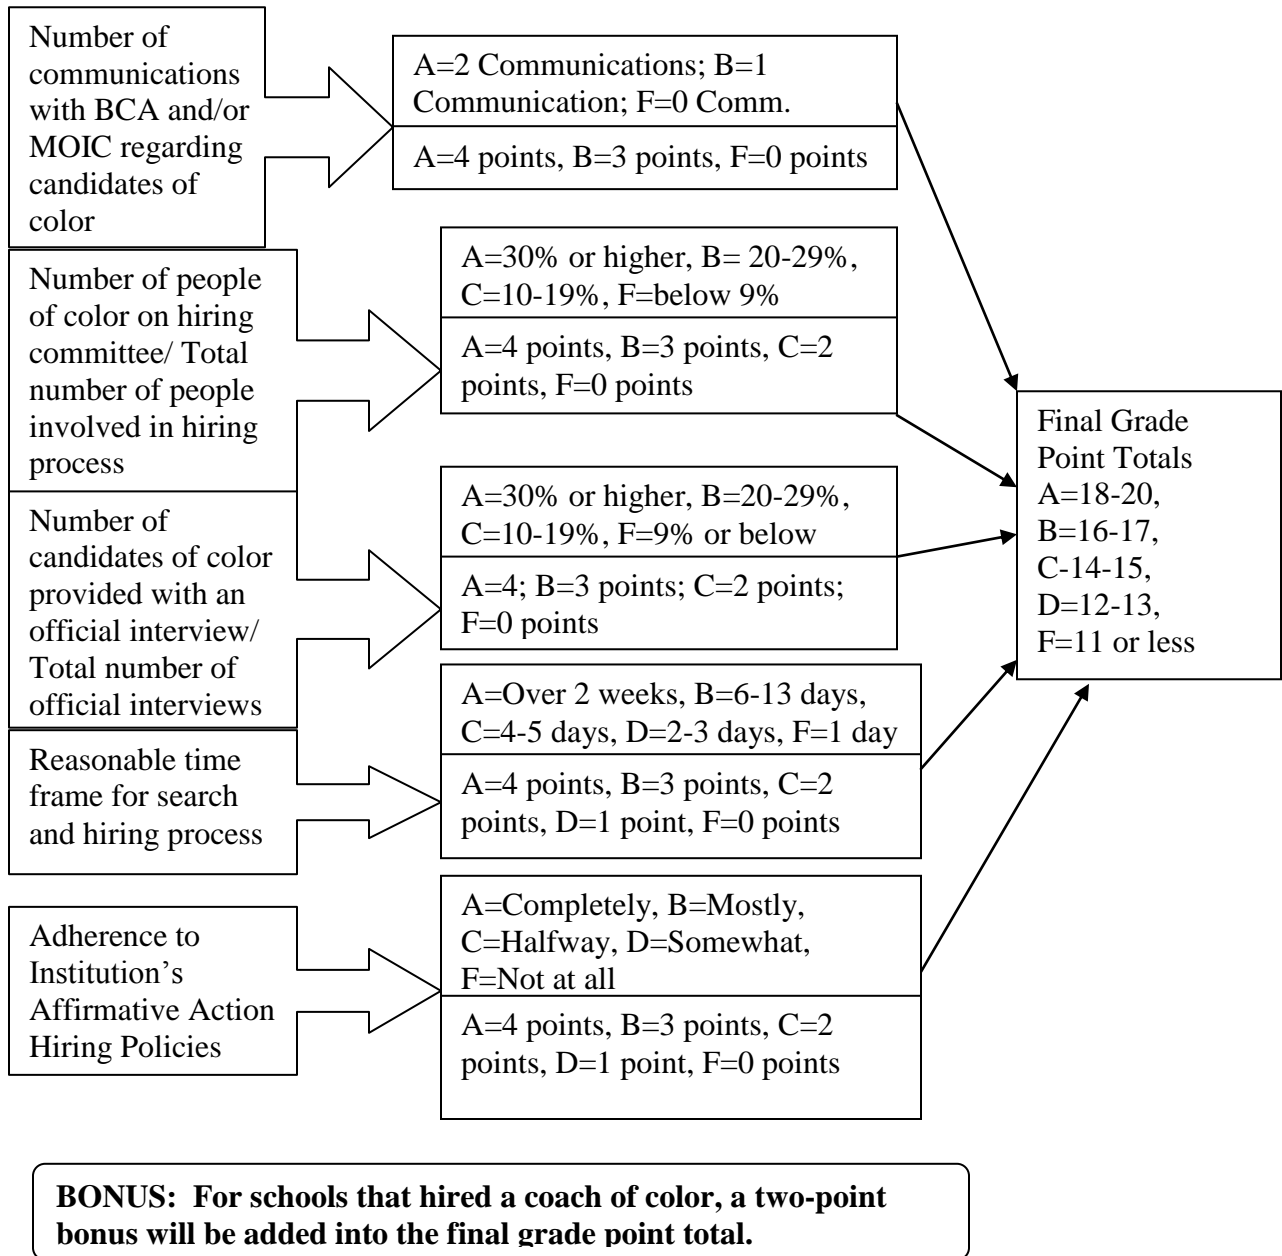 Number of
communications
with BCA and/or
MOIC regarding
candidates of
color
A=2 Communications; B=1
Communication; F=0 Comm.
A=4 points, B=3 points, F=0 points
Number of people
of color on hiring
committee/ Total
number of people
involved in hiring
process
A=30% or higher, B= 20-29%,
C=10-19%, F=below 9%
A=4 points, B=3 points, C=2
points, F=0 points
Number of
candidates of color
provided with an
official interview/
Total number of
official interviews
A=30% or higher, B=20-29%,
C=10-19%, F=9% or below
A=4; B=3 points; C=2 points;
F=0 points
Reasonable time
frame for search
and hiring process
A=Over 2 weeks, B=6-13 days,
C=4-5 days, D=2-3 days, F=1 day
A=4 points, B=3 points, C=2
points, D=1 point, F=0 points
Adherence to
Institution’s
Affirmative Action
Hiring Policies
A=Completely, B=Mostly,
C=Halfway, D=Somewhat,
F=Not at all
A=4 points, B=3 points, C=2
points, D=1 point, F=0 points
Final Grade
Point Totals
A=18-20,
B=16-17,
C-14-15,
D=12-13,
F=11 or less
BONUS: For schools that hired a coach of color, a two-point
bonus will be added into the final grade point total.